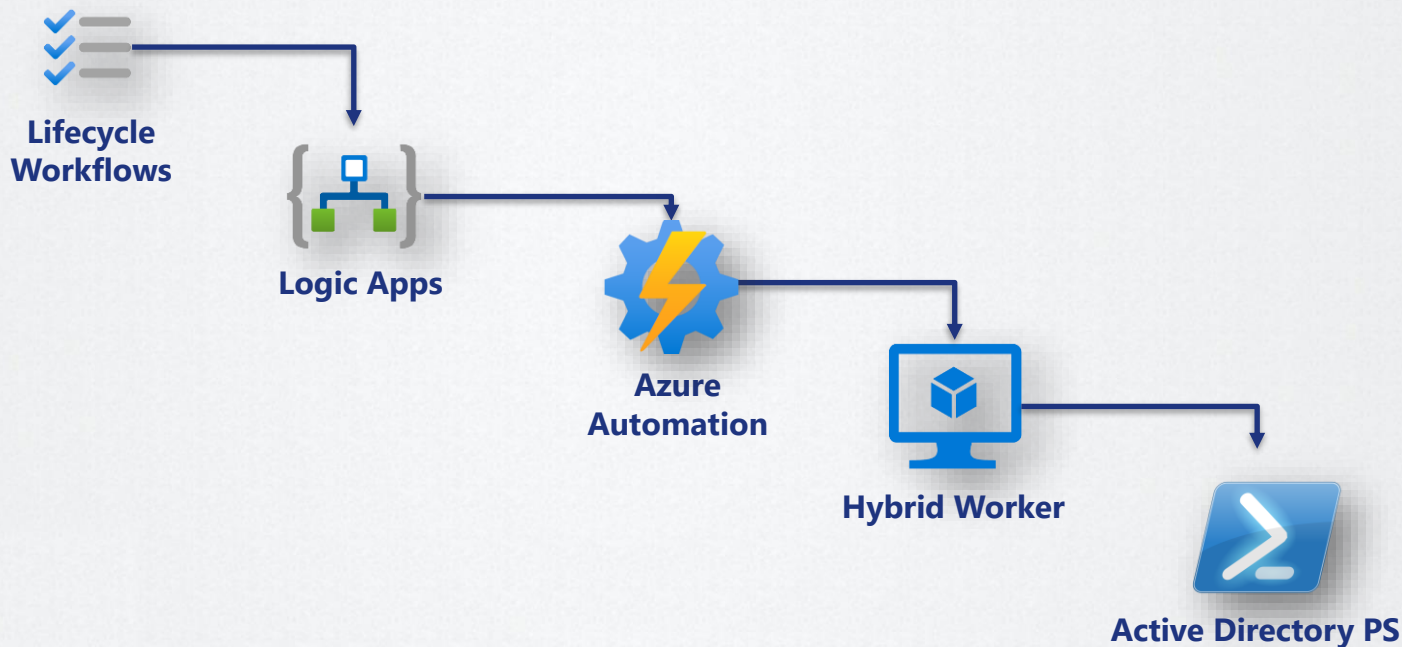 Lifecycle
Workflows
Logic Apps
Azure
Automation
Hybrid Worker
Active Directory PS